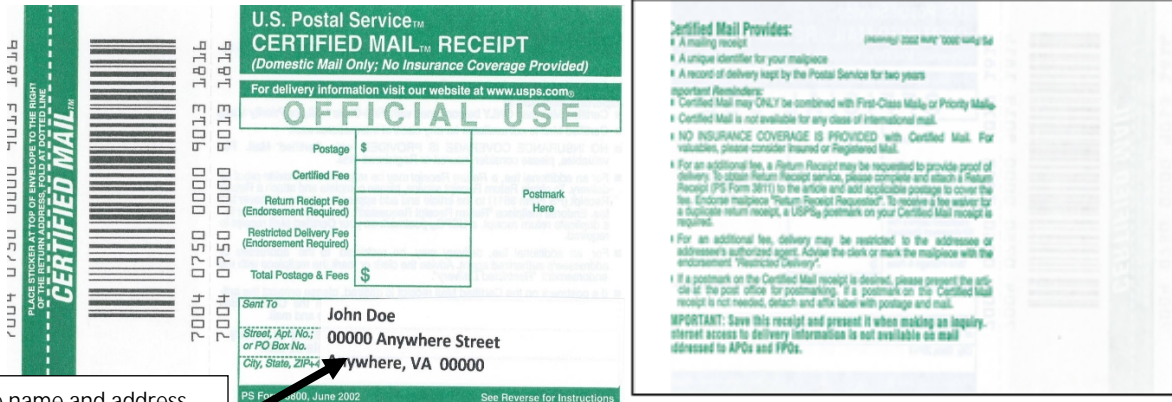 7004 0750 0000 9013 1816
PLACE STICKER AT TOP OF ENVELOPE TO THE RIGHT
OF THE RETURN ADDRESS, FOLD AT DOTTED LINE
CERTIFIED MAIL™
7004 0750 0000 9013 1816
7004 0750 0000 9013 1816
U.S. Postal Service™
CERTIFIED MAIL™ RECEIPT
(Domestic Mail Only; No Insurance Coverage Provided)
For delivery information visit our website at www.usps.com®
OFFICIAL USE
Postage $
Certified Fee
Return Reciept Fee
(Endorsement Required)
Restricted Delivery Fee
(Endorsement Required)
Total Postage & Fees $
Postmark
Here
Sent To
John Doe
Street, Apt. No.;
or PO Box No.
00000 Anywhere Street
City, State, ZIP+4
Anywhere, VA 00000
PS Form 3800, June 2002 See Reverse for Instructions
name and address
Certified Mail Provides:
PS Form 3800, June 2002 (Reverse)
A mailing receipt
A unique identifier for your mailpiece
A record of delivery kept by the Postal Service for two years
Important Reminders:
Certified Mail may ONLY be combined with First-Class Mail® or Priority Mail®.
Certified Mail is not available for any class of international mail.
NO INSURANCE COVERAGE IS PROVIDED with Certified Mail. For
valuables, please consider Insured or Registered Mail.
For an additional fee, a Return Receipt may be requested to provide proof of
delivery. To obtain Return Receipt service, please complete and attach a Return
Receipt (PS Form 3811) to the article and add applicable postage to cover the
fee. Endorse mailpiece "Return Receipt Requested". To receive a fee waiver for
a duplicate return receipt, a USPS® postmark on your Certified Mail receipt is
required.
For an additional fee, delivery may be restricted to the addressee or
addressee's authorized agent. Advise the clerk or mark the mailpiece with the
endorsement "Restricted Delivery".
If a postmark on the Certified Mail receipt is desired, please present the arti-
cle at the post office for postmarking. If a postmark on the Certified Mail
receipt is not needed, detach and affix label with postage and mail.
IMPORTANT: Save this receipt and present it when making an inquiry.
Internet access to delivery information is not available on mail
addressed to APOs and FPOs.